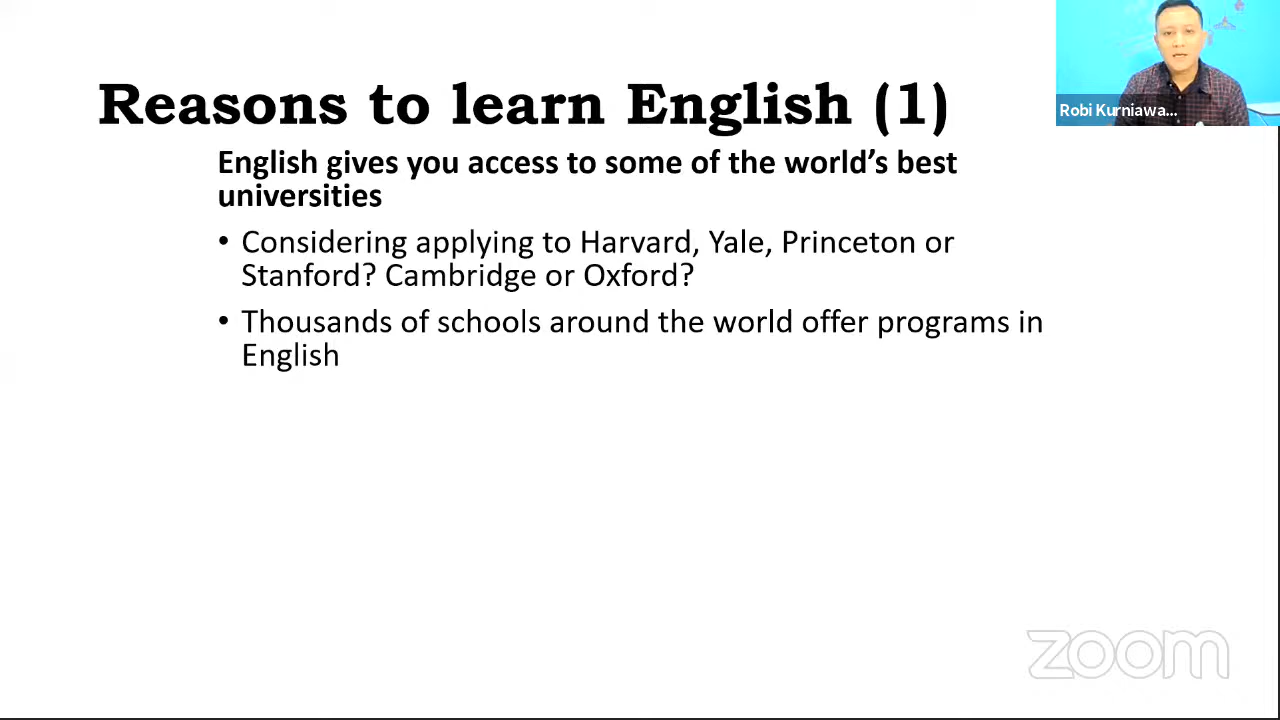 Reasons to learn English (1)
Robi Kurniawa...
English gives you access to some of the world’s best
universities
• Considering applying to Harvard, Yale, Princeton or
Stanford? Cambridge or Oxford?
• Thousands of schools around the world offer programs in
English
zoom